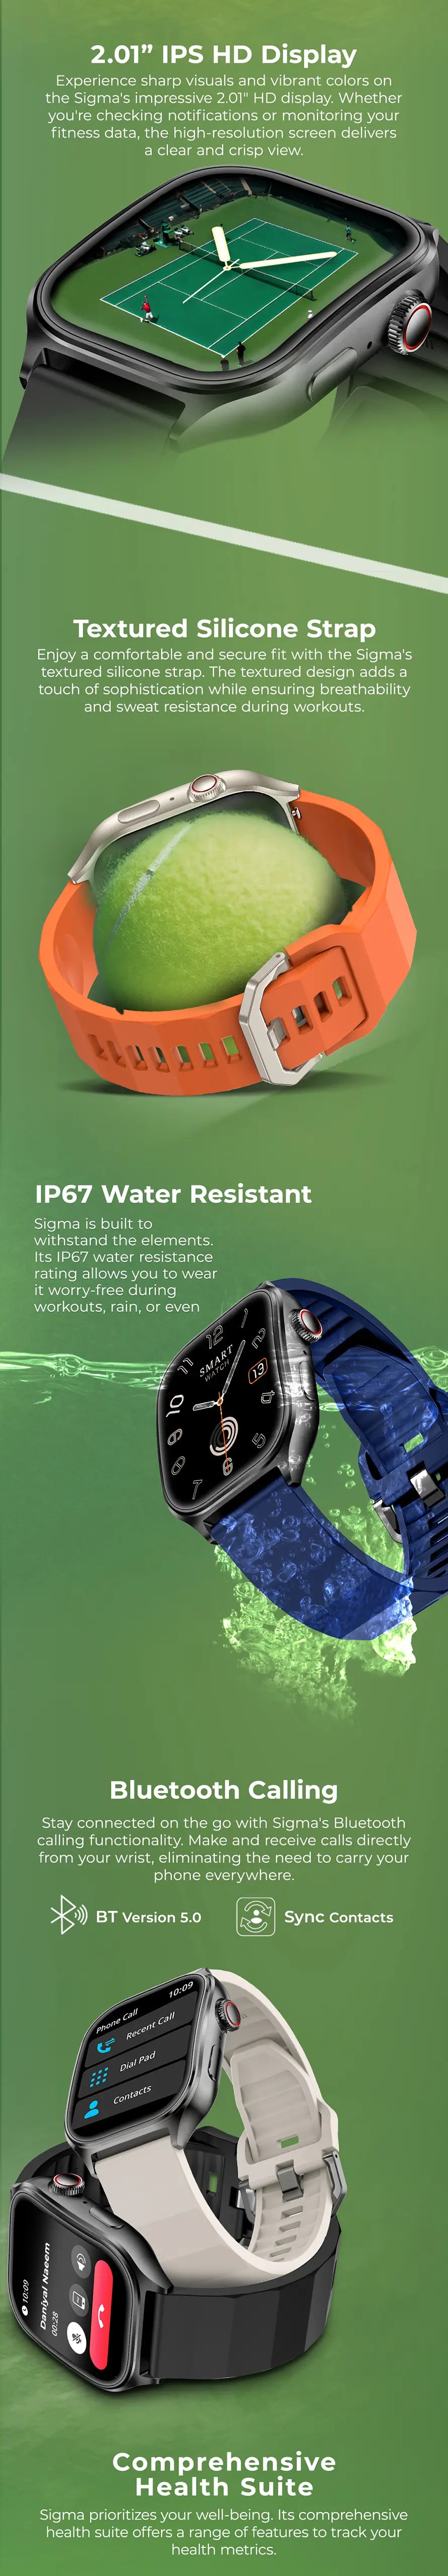 2.01” IPS HD Display
Experience sharp visuals and vibrant colors on
the Sigma's impressive 2.01" HD display. Whether
you're checking notifications or monitoring your
fitness data, the high-resolution screen delivers
a clear and crisp view.
Textured Silicone Strap
Enjoy a comfortable and secure fit with the Sigma's
textured silicone strap. The textured design adds a
touch of sophistication while ensuring breathability
and sweat resistance during workouts.
IP67 Water Resistant
Sigma is built to
withstand the elements.
Its IP67 water resistance
rating allows you to wear
it worry-free during
workouts, rain, or even
12
1
2
13
5
6
7
8
9
10
11
SMART
WATCH
Bluetooth Calling
Stay connected on the go with Sigma's Bluetooth
calling functionality. Make and receive calls directly
from your wrist, eliminating the need to carry your
phone everywhere.
BT Version 5.0
Sync Contacts
10:09
Phone Call
Recent Call
Dial Pad
Contacts
10:09
Daniyal Naeem
00:28
Comprehensive
Health Suite
Sigma prioritizes your well-being. Its comprehensive
health suite offers a range of features to track your
health metrics.